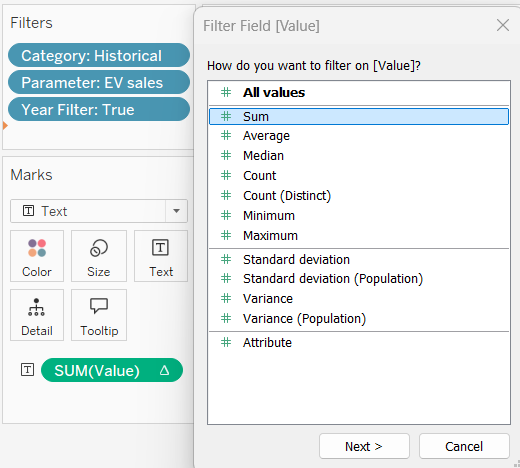 Filters
Category: Historical
Parameter: EV sales
Year Filter: True
Marks
Text
Color
Size
Text
Detail
Tooltip
SUM(Value)
Filter Field [Value]
How do you want to filter on [Value]?
All values
Sum
Average
Median
Count
Count (Distinct)
Minimum
Maximum
Standard deviation
Standard deviation (Population)
Variance
Variance (Population)
Attribute
Next >
Cancel